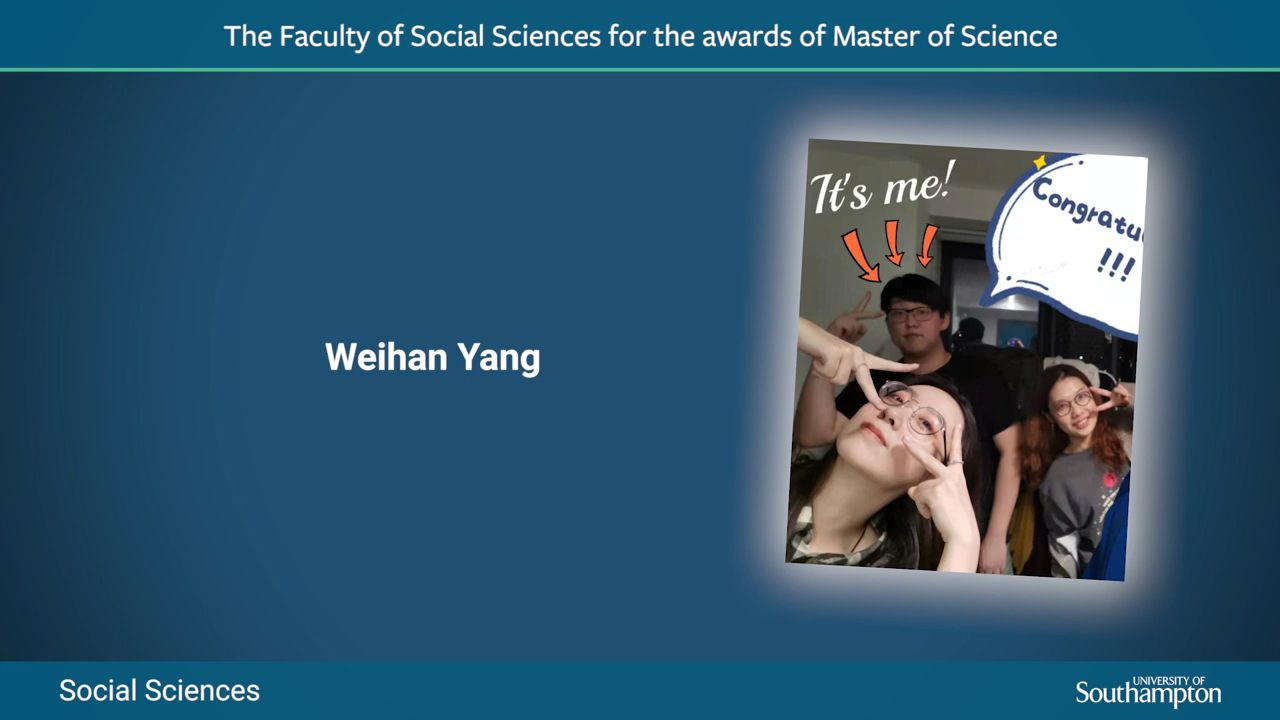 The Faculty of Social Sciences for the awards of Master of Science
It's me!
Congratu
!!!
Weihan Yang
Social Sciences
UNIVERSITY OF
Southampton